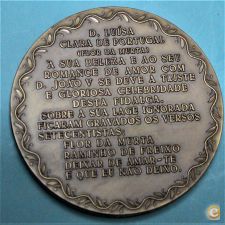 D. LUÍSA
CLARA DE PORTUGAL
(FLOR DA MURTA)
A SUA BELEZA E AO SEU
ROMANCE DE AMOR COM
D. JOÃO V SE DEVE A TRISTE
E GLORIOSA CELEBRIDADE
DESTA FIDALGA.
SOBRE A SUA LAGE IGNORADA
FICARAM GRAVADOS OS VERSOS
SETECENTISTAS.
FLOR DA MURTA
RAMINHO DE FREIXO
DEIXAR DE AMAR-TE
É QUE EU NÃO DEIXO.